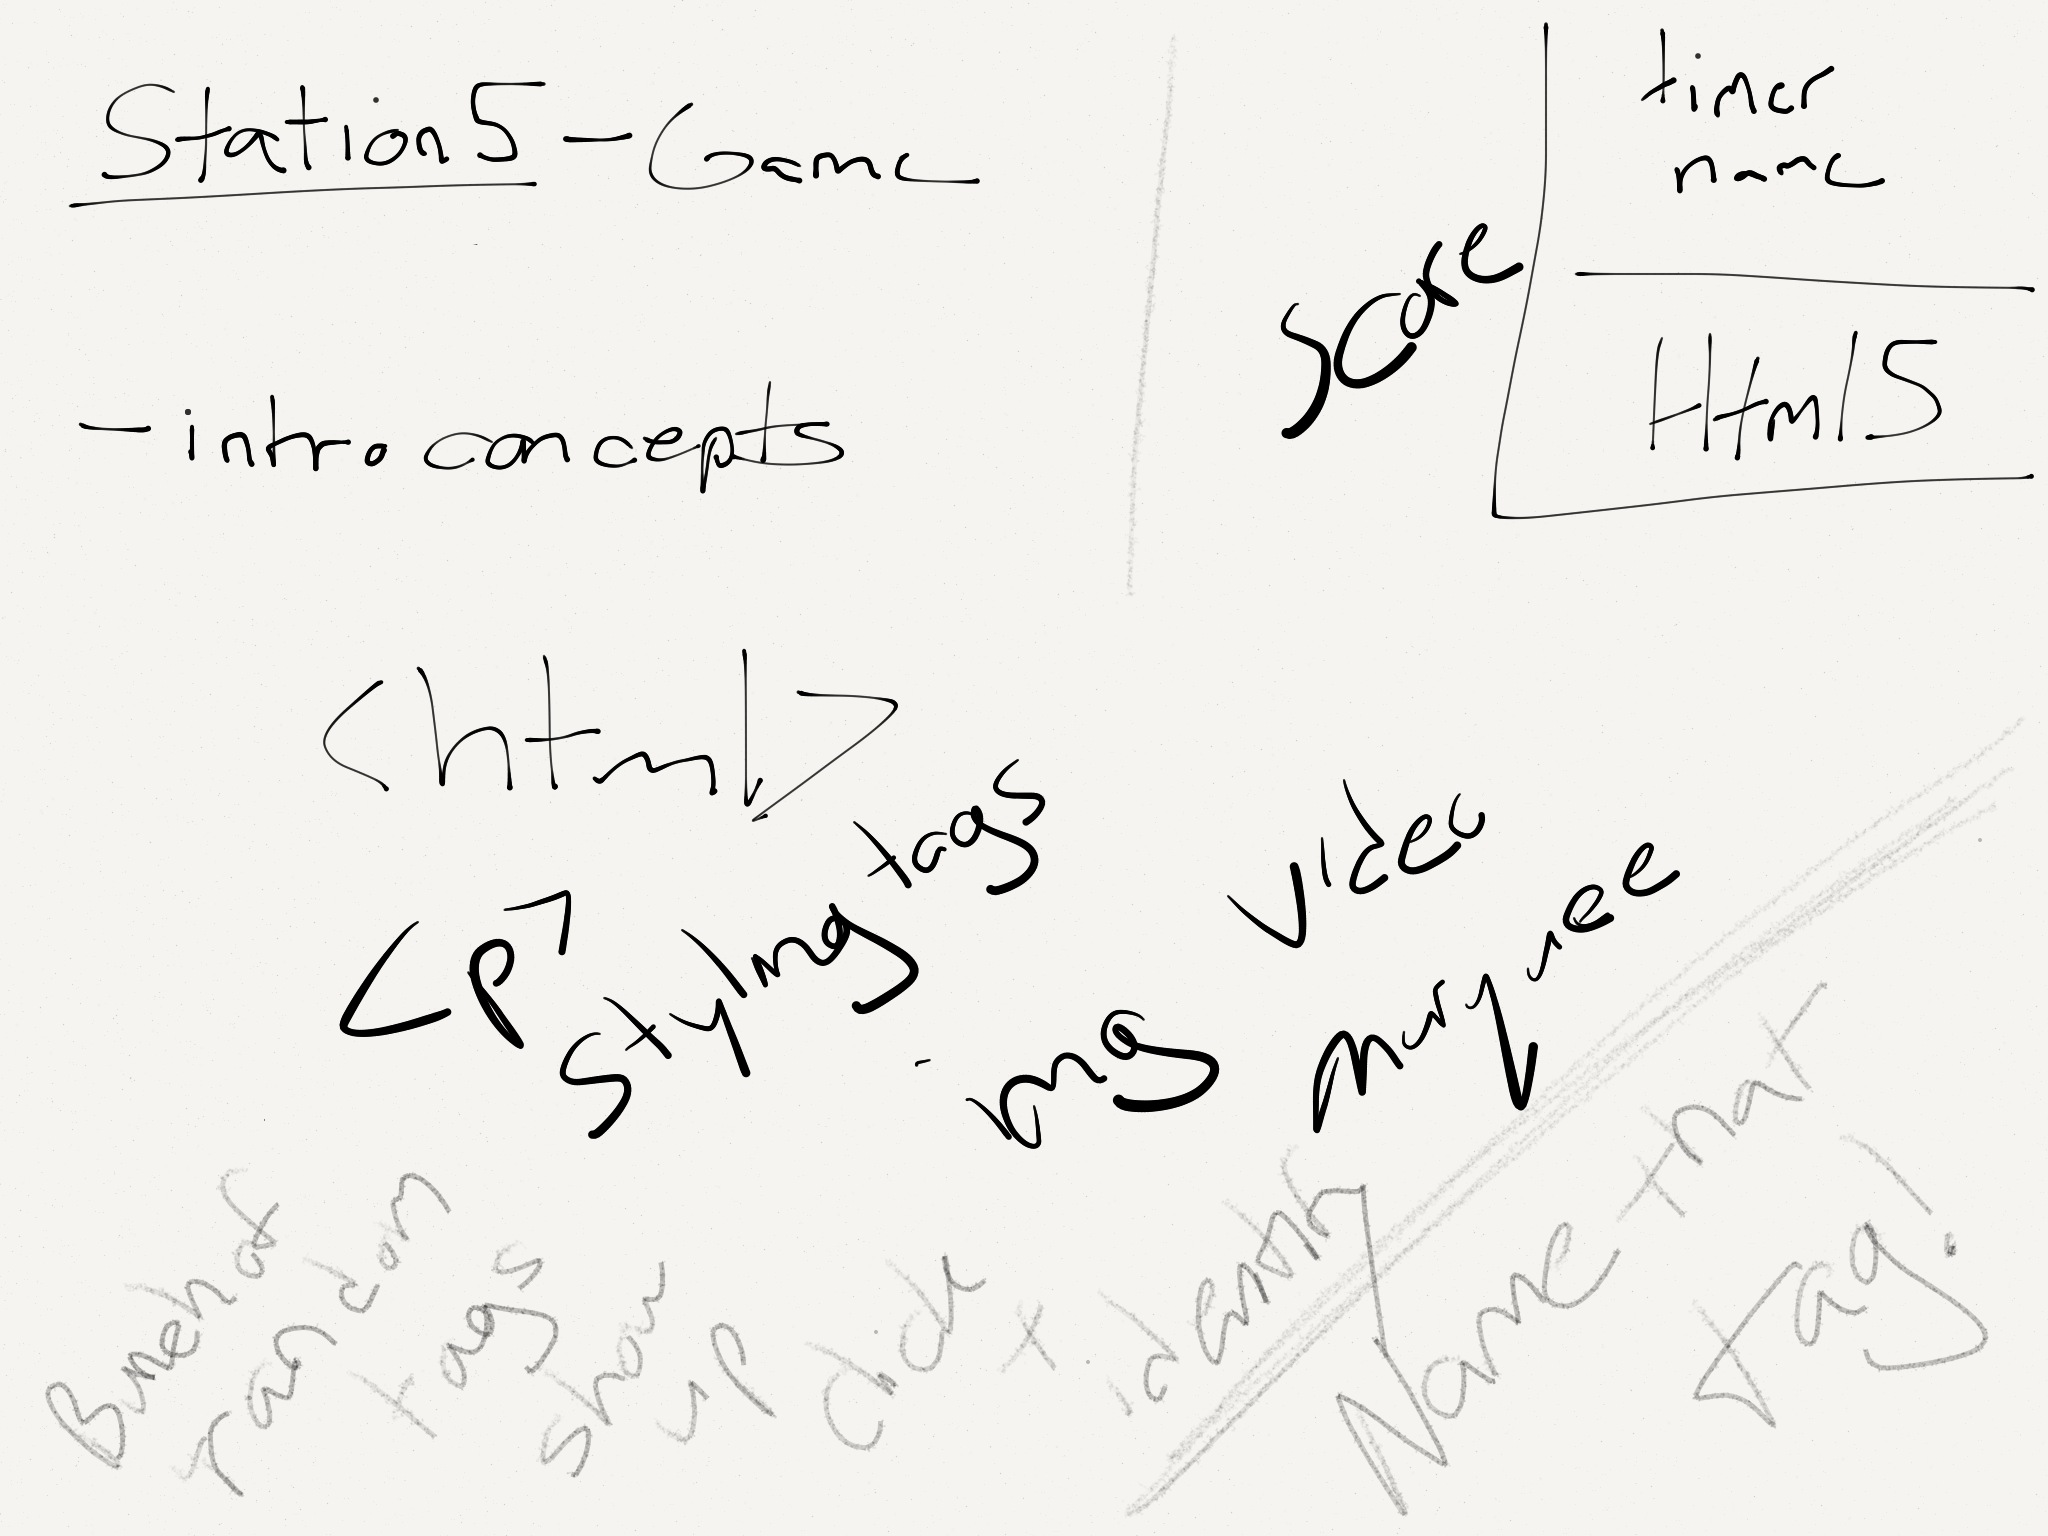 Station 5 - Game
timer
name
score
Html5
- intro concepts
<html>
<p>
styling tags
img
video
marquee
Bunch of
random
tags
show
up
click
+
identify
Name that
tag!